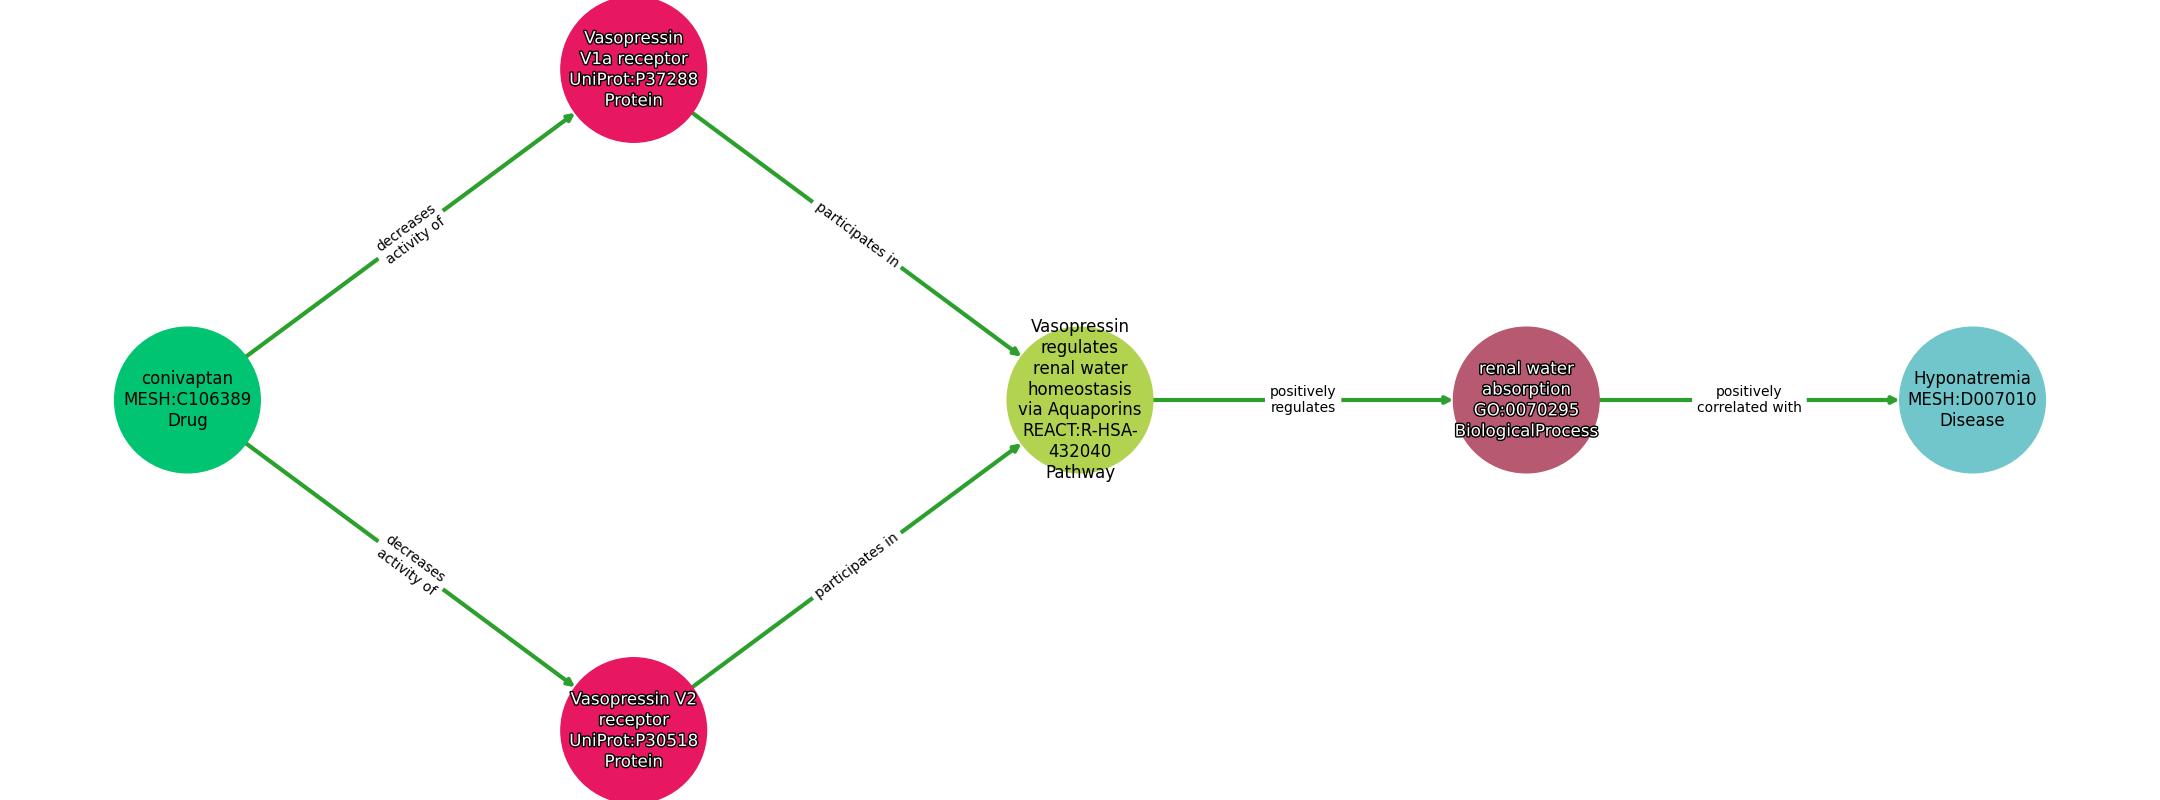 Vasopressin
V1a receptor
UniProt:P37288
Protein
decreases
activity of
participates in
conivaptan
MESH:C106389
Drug
Vasopressin
regulates
renal water
homeostasis
via Aquaporins
REACT:R-HSA-
432040
Pathway
positively
regulates
renal water
absorption
GO:0070295
BiologicalProcess
positively
correlated with
Hyponatremia
MESH:D007010
Disease
decreases
activity of
participates in
Vasopressin V2
receptor
UniProt:P30518
Protein